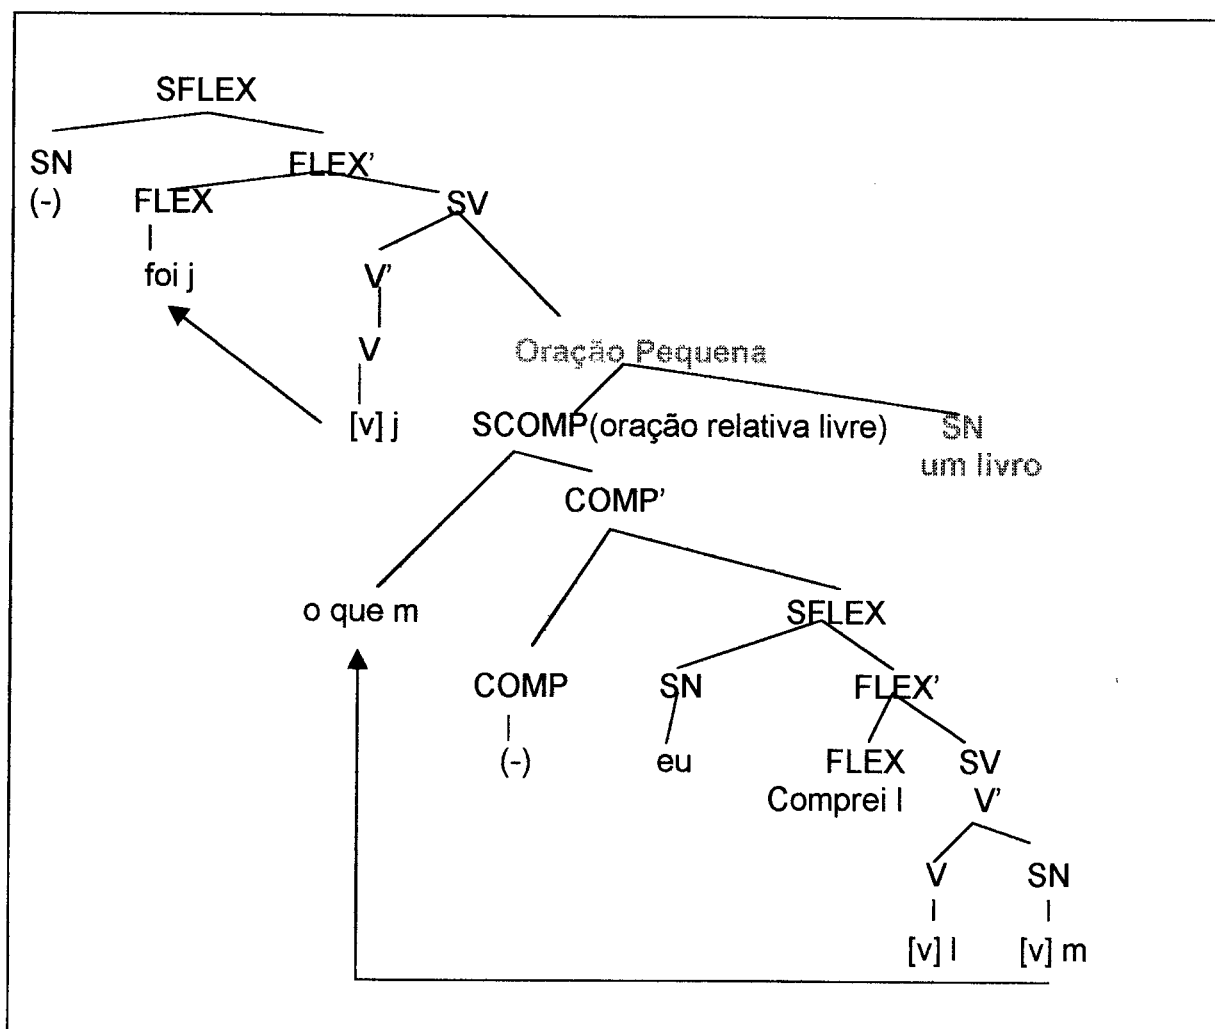 SFLEX
SN FLEX’
(-) FLEX SV
foi j V’
V Oração Pequena
[v] j SCOMP(oração relativa livre) SN
um livro
COMP’
o que m SFLEX
COMP SN FLEX’
(-) eu FLEX SV
Comprei l V’
V SN
[v] l [v] m